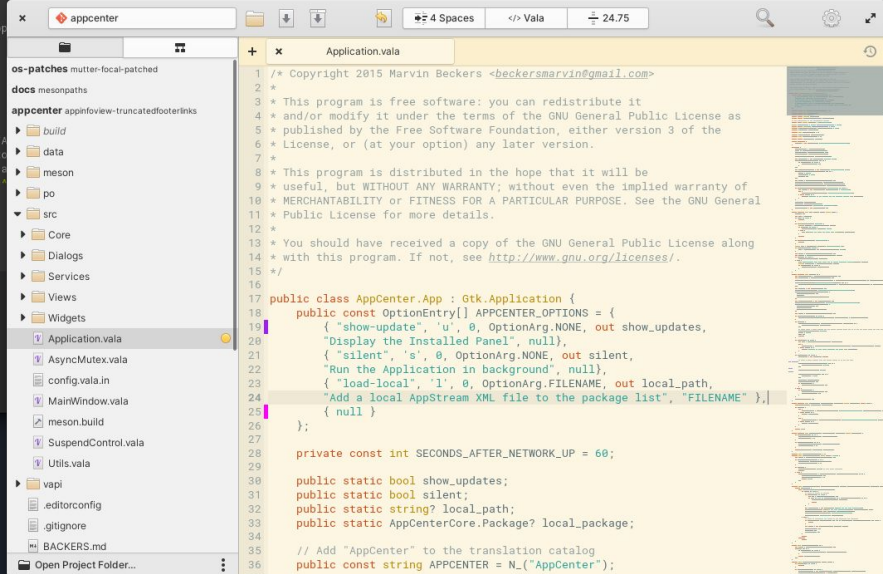 appcenter
4 Spaces
</> Vala
24.75
Application.vala
os-patches mutter-focal-patched
docs mesonpaths
appcenter appinfoview-truncatedfooterlinks
build
data
meson
po
src
Core
Dialogs
Services
Views
Widgets
Application.vala
AsyncMutex.vala
config.vala.in
MainWindow.vala
meson.build
SuspendControl.vala
Utils.vala
vapi
.editorconfig
.gitignore
BACKERS.md
Open Project Folder...
1 /* Copyright 2015 Marvin Beckers <beckersmarvin@gmail.com>
2 *
3 * This program is free software: you can redistribute it
4 * and/or modify it under the terms of the GNU General Public License as
5 * published by the Free Software Foundation, either version 3 of the
6 * License, or (at your option) any later version.
7 *
8 * This program is distributed in the hope that it will be
9 * useful, but WITHOUT ANY WARRANTY; without even the implied warranty of
10 * MERCHANTABILITY or FITNESS FOR A PARTICULAR PURPOSE. See the GNU General
11 * Public License for more details.
12 *
13 * You should have received a copy of the GNU General Public License along
14 * with this program. If not, see http://www.gnu.org/licenses/.
15 */
16
17 public class AppCenter.App : Gtk.Application {
18     public const OptionEntry[] APPCENTER_OPTIONS = {
19         { "show-update", 'u', 0, OptionArg.NONE, out show_updates,
20         "Display the Installed Panel", null},
21         { "silent", 's', 0, OptionArg.NONE, out silent,
22         "Run the Application in background", null},
23         { "load-local", 'l', 0, OptionArg.FILENAME, out local_path,
24         "Add a local AppStream XML file to the package list", "FILENAME" },
25         { null }
26     };
27
28     private const int SECONDS_AFTER_NETWORK_UP = 60;
29
30     public static bool show_updates;
31     public static bool silent;
32     public static string? local_path;
33     public static AppCenterCore.Package? local_package;
34
35     // Add "AppCenter" to the translation catalog
36     public const string APPCENTER = N_("AppCenter");